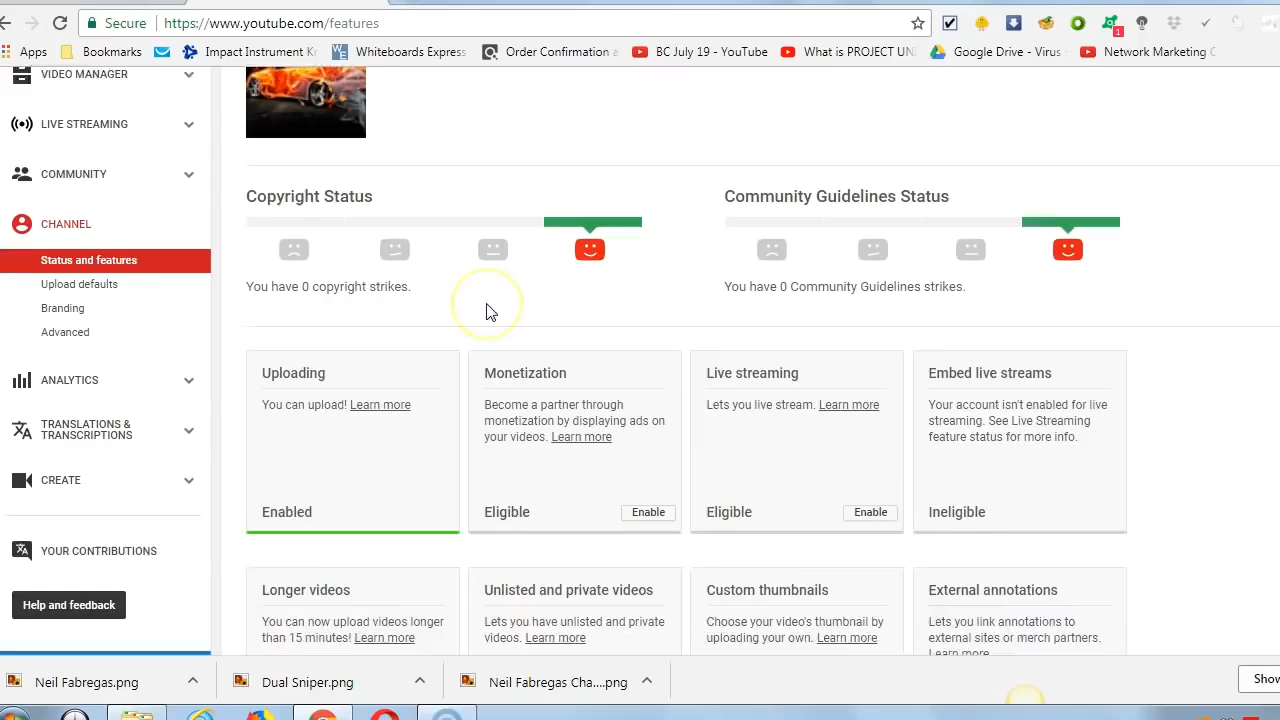 Secure
https://www.youtube.com/features
1
Apps
Bookmarks
Impact Instrument
Whiteboards Express
Order Confirmation
BC July 19 - YouTube
What is PROJECT
Google Drive - Virus
Network Marketing
VIDEO MANAGER
LIVE STREAMING
COMMUNITY
CHANNEL
Status and features
Upload defaults
Branding
Advanced
ANALYTICS
TRANSLATIONS &
TRANSCRIPTIONS
CREATE
YOUR CONTRIBUTIONS
Help and feedback
Copyright Status
You have 0 copyright strikes.
Community Guidelines Status
You have 0 Community Guidelines strikes.
Uploading
You can upload! Learn more
Enabled
Monetization
Become a partner through
monetization by displaying ads on
your videos. Learn more
Eligible
Enable
Live streaming
Lets you live stream. Learn more
Eligible
Enable
Embed live streams
Your account isn't enabled for live
streaming. See Live Streaming
feature status for more info.
Ineligible
Longer videos
You can now upload videos longer
than 15 minutes! Learn more
Unlisted and private videos
Lets you have unlisted and private
videos. Learn more
Custom thumbnails
Choose your video's thumbnail by
uploading your own. Learn more
External annotations
Lets you link annotations to
external sites or merch partners.
Learn more
Neil Fabregas.png
Dual Sniper.png
Neil Fabregas Cha....png
Show